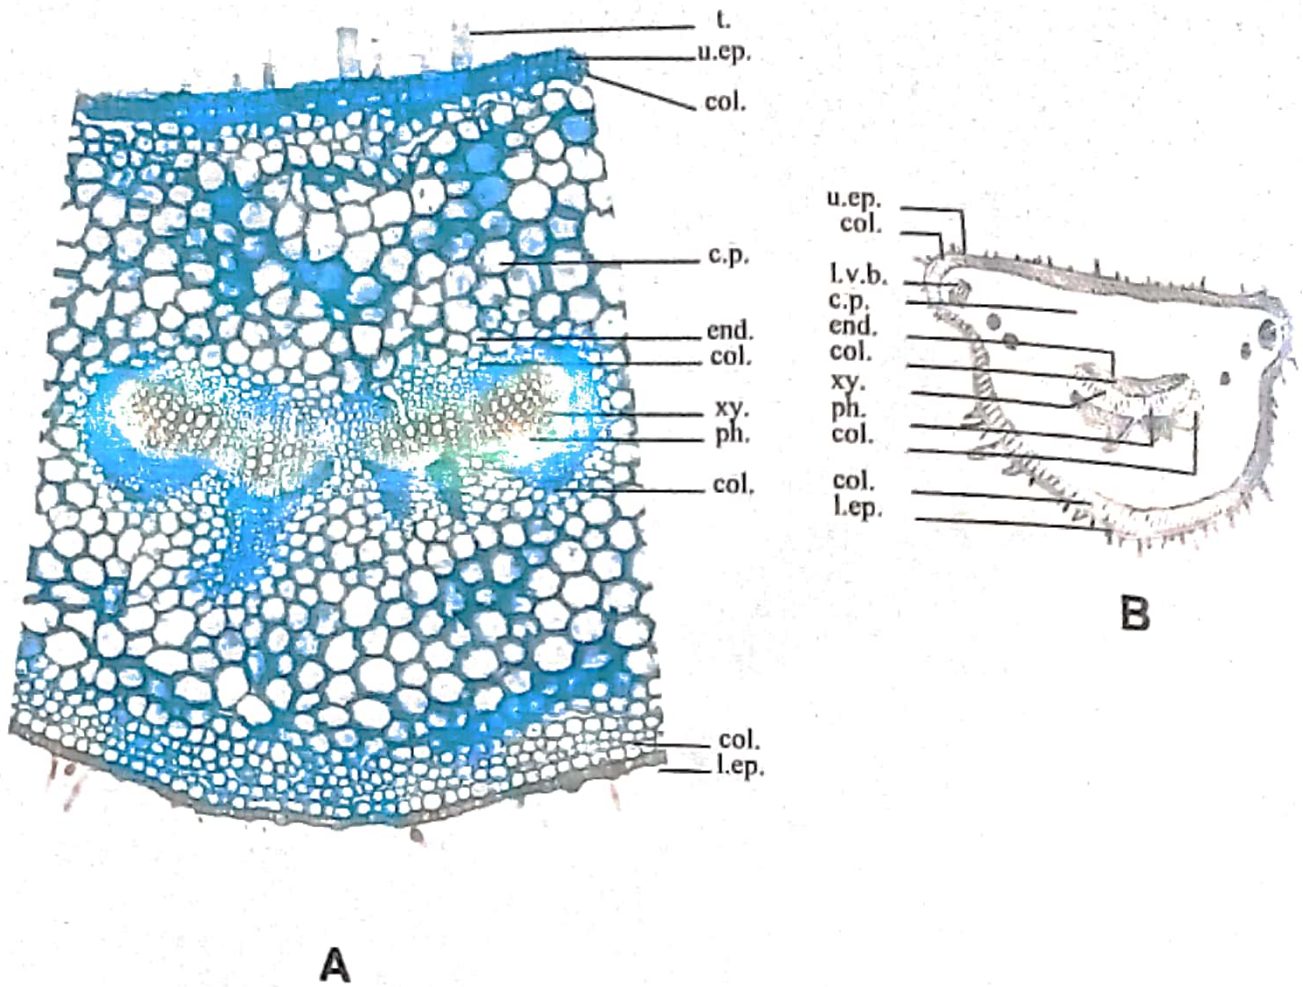 t.
u.ep.
col.
c.p.
end.
col.
xy.
ph.
col.
col.
l.ep.
A
u.ep.
col.
l.v.b.
c.p.
end.
col.
xy.
ph.
col.
col.
l.ep.
B